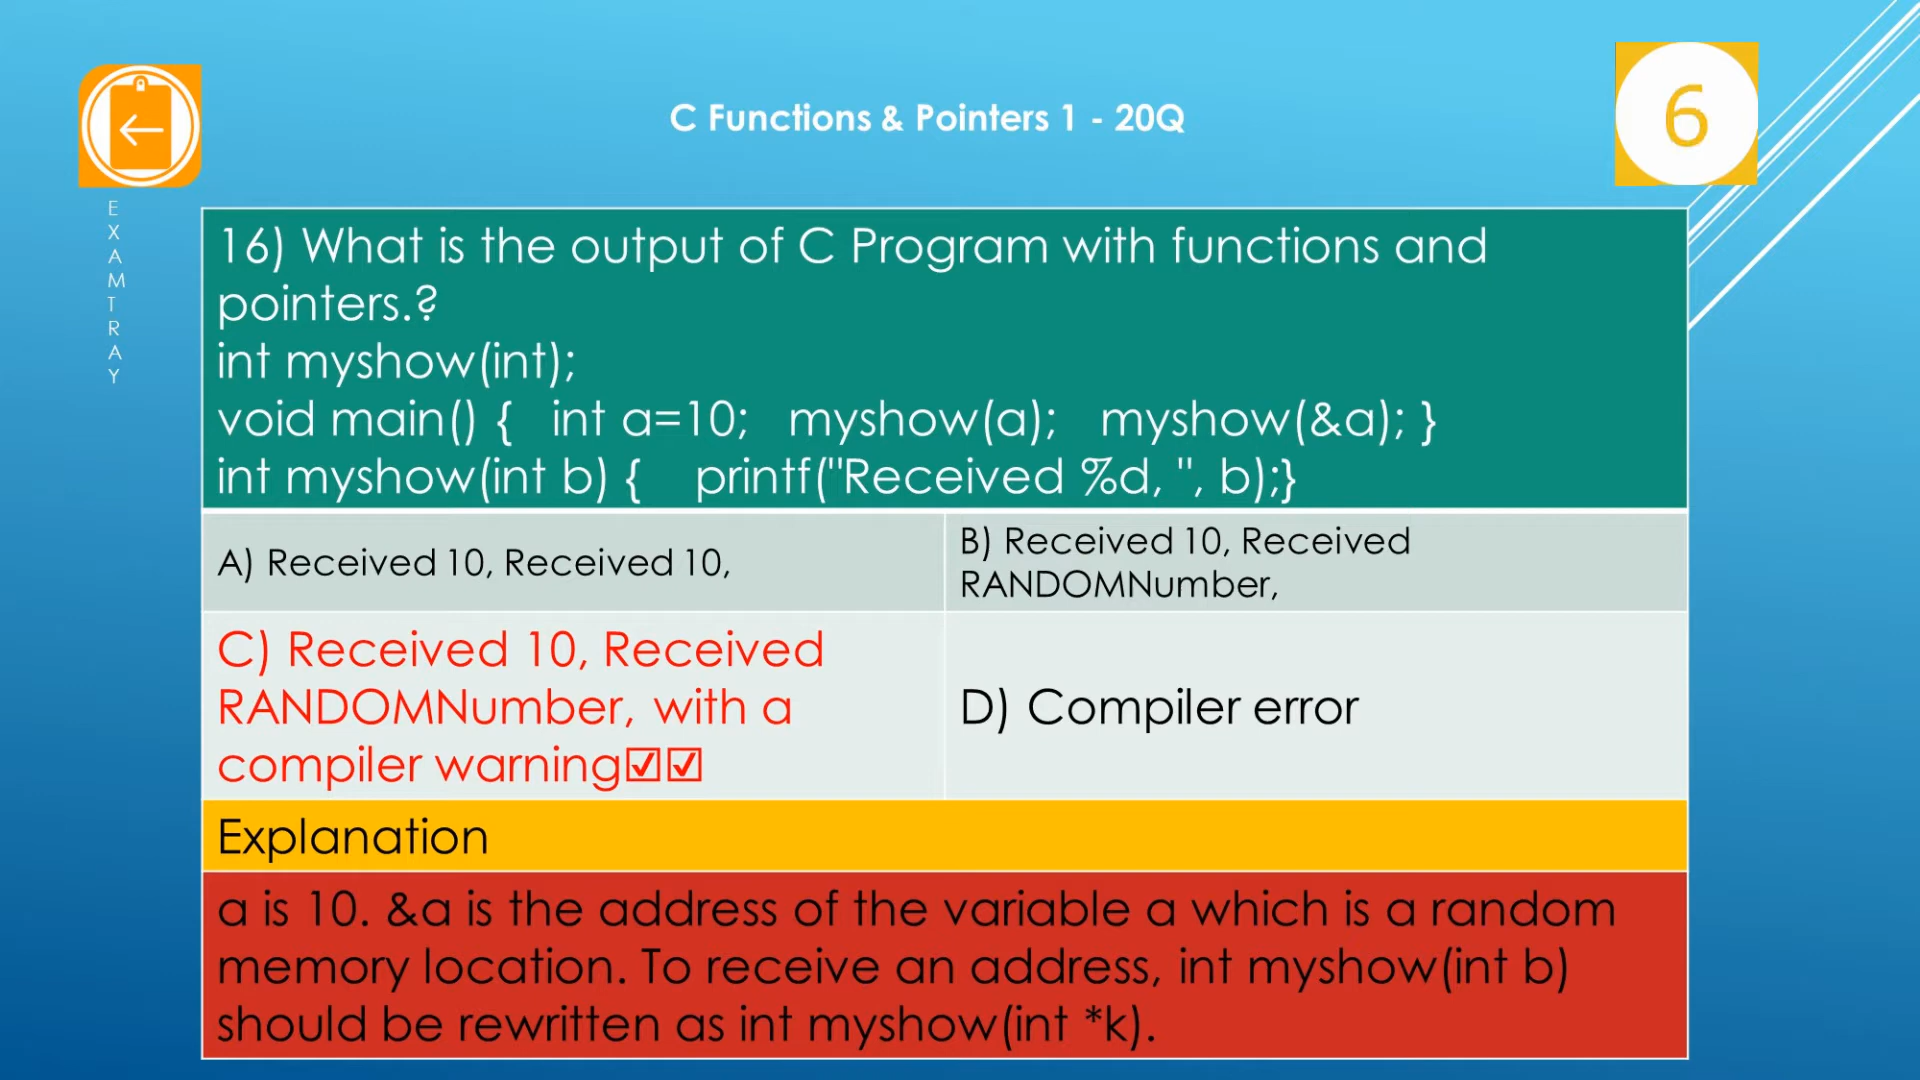 C Functions & Pointers 1 - 20Q
6
E
X
A
M
T
R
A
Y
16) What is the output of C Program with functions and
pointers.?
int myshow(int);
void main() {   int a=10;   myshow(a);   myshow(&a); }
int myshow(int b) {    printf("Received %d, ", b);}
A) Received 10, Received 10,
B) Received 10, Received
RANDOMNumber,
C) Received 10, Received
RANDOMNumber, with a
compiler warning☑☑
D) Compiler error
Explanation
a is 10. &a is the address of the variable a which is a random
memory location. To receive an address, int myshow(int b)
should be rewritten as int myshow(int *k).